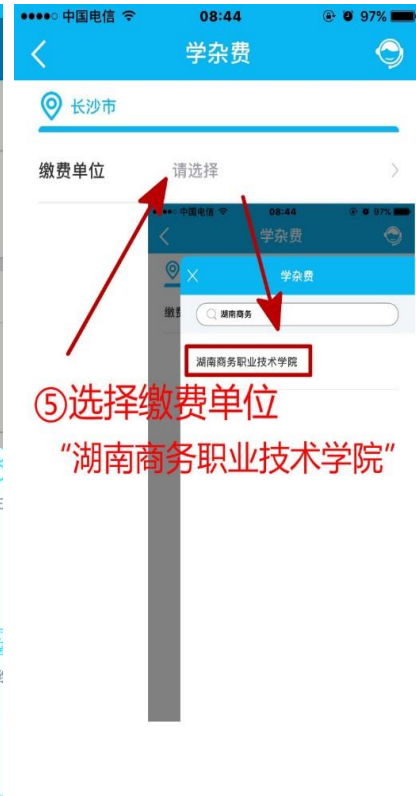 中国电信 08:44 97%
学杂费
长沙市
缴费单位 请选择
中国电信 08:44 97%
学杂费
学杂费
缴费
湖南商务
湖南商务职业技术学院
⑤选择缴费单位
“湖南商务职业技术学院”